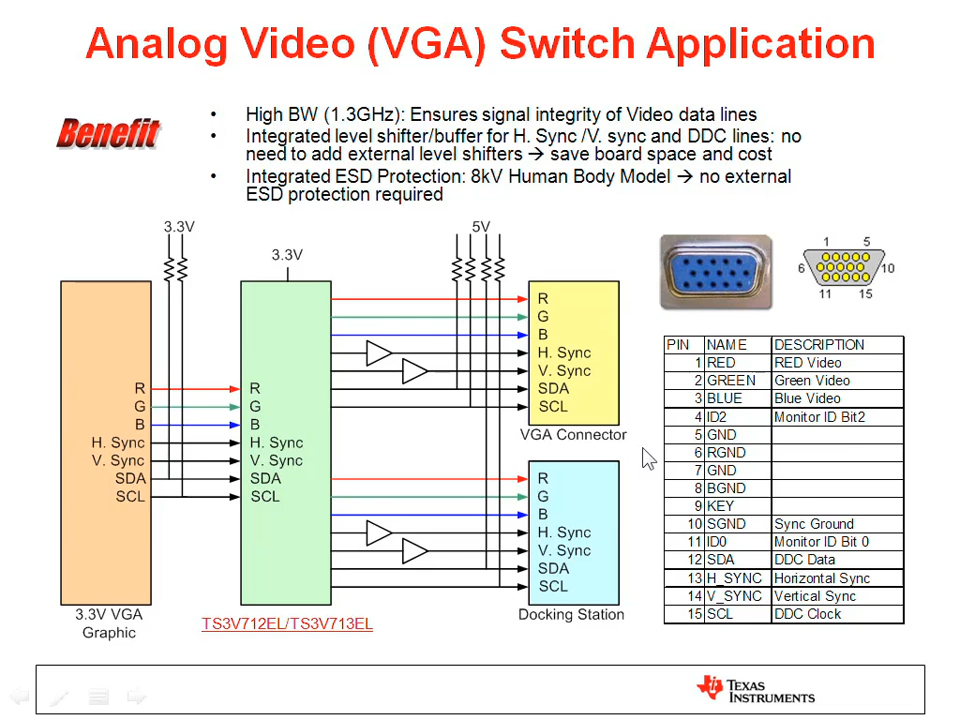 Analog Video (VGA) Switch Application
Benefit
• High BW (1.3GHz): Ensures signal integrity of Video data lines
• Integrated level shifter/buffer for H. Sync /V. sync and DDC lines: no
need to add external level shifters → save board space and cost
• Integrated ESD Protection: 8kV Human Body Model → no external
ESD protection required
3.3V
3.3V
5V
R
G
B
H. Sync
V. Sync
SDA
SCL
3.3V VGA
Graphic
R
G
B
H. Sync
V. Sync
SDA
SCL
TS3V712EL/TS3V713EL
R
G
B
H. Sync
V. Sync
SDA
SCL
VGA Connector
R
G
B
H. Sync
V. Sync
SDA
SCL
Docking Station
1 5
6 10
11 15
PIN NAME DESCRIPTION
1 RED RED Video
2 GREEN Green Video
3 BLUE Blue Video
4 ID2 Monitor ID Bit2
5 GND
6 RGND
7 GND
8 BGND
9 KEY
10 SGND Sync Ground
11 ID0 Monitor ID Bit 0
12 SDA DDC Data
13 H_SYNC Horizontal Sync
14 V_SYNC Vertical Sync
15 SCL DDC Clock
TEXAS
INSTRUMENTS